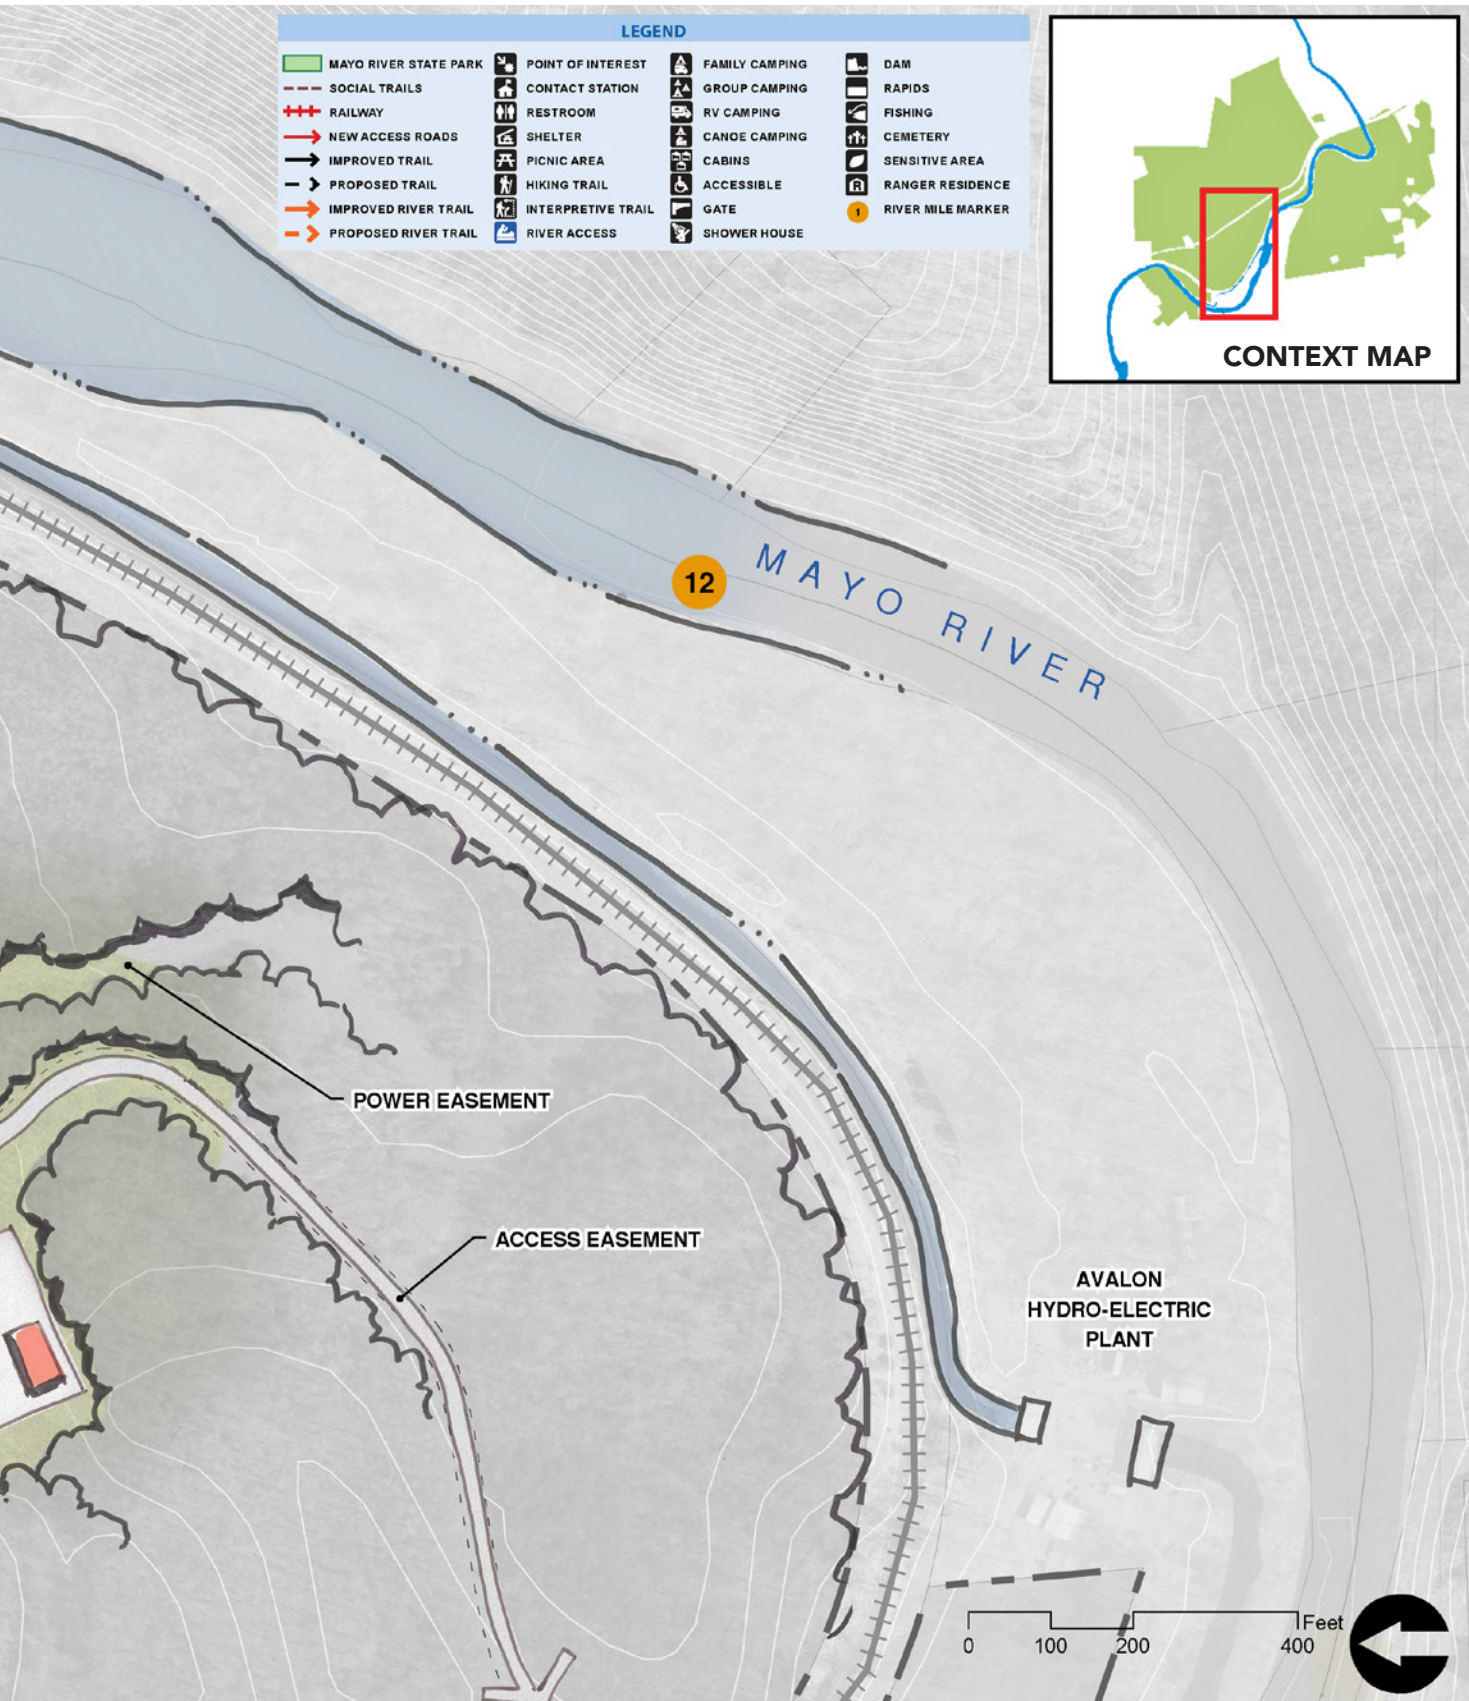 LEGEND
MAYO RIVER STATE PARK
SOCIAL TRAILS
RAILWAY
NEW ACCESS ROADS
IMPROVED TRAIL
PROPOSED TRAIL
IMPROVED RIVER TRAIL
PROPOSED RIVER TRAIL
POINT OF INTEREST
CONTACT STATION
RESTROOM
SHELTER
PICNIC AREA
HIKING TRAIL
INTERPRETIVE TRAIL
RIVER ACCESS
FAMILY CAMPING
GROUP CAMPING
RV CAMPING
CANOE CAMPING
CABINS
ACCESSIBLE
GATE
SHOWER HOUSE
DAM
RAPIDS
FISHING
CEMETERY
SENSITIVE AREA
R RANGER RESIDENCE
1 RIVER MILE MARKER
CONTEXT MAP
12
MAYO RIVER
POWER EASEMENT
ACCESS EASEMENT
AVALON
HYDRO-ELECTRIC
PLANT
Feet
0 100 200 400